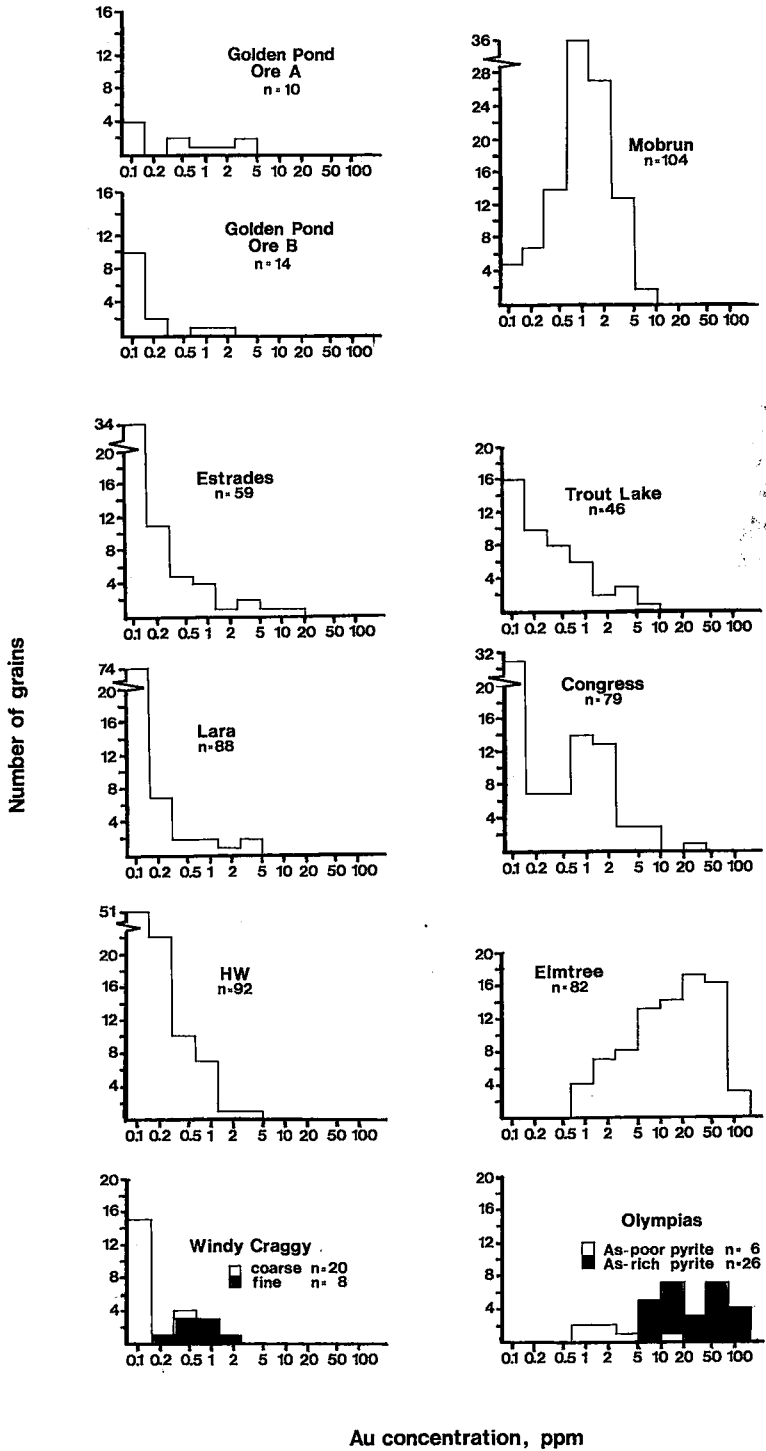 16
12
8
4
Golden Pond
Ore A
n=10
0.1 0.2 0.5 1 2 5 10 20 50 100
16
12
8
4
Golden Pond
Ore B
n=14
0.1 0.2 0.5 1 2 5 10 20 50 100
36
28
24
20
16
12
8
4
Mobrun
n=104
0.1 0.2 0.5 1 2 5 10 20 50 100
34
20
16
12
8
4
Estrades
n=59
0.1 0.2 0.5 1 2 5 10 20 50 100
20
16
12
8
4
Trout Lake
n=46
0.1 0.2 0.5 1 2 5 10 20 50 100
Number of grains
74
20
16
12
8
4
Lara
n=88
0.1 0.2 0.5 1 2 5 10 20 50 100
32
20
16
12
8
4
Congress
n=79
0.1 0.2 0.5 1 2 5 10 20 50 100
51
20
16
12
8
4
HW
n=92
0.1 0.2 0.5 1 2 5 10 20 50 100
20
16
12
8
4
Elmtree
n=82
0.1 0.2 0.5 1 2 5 10 20 50 100
20
16
12
8
4
Windy Craggy
coarse n=20
fine n= 8
0.1 0.2 0.5 1 2 5 10 20 50 100
20
16
12
8
4
Olympias
As-poor pyrite n= 6
As-rich pyrite n=26
0.1 0.2 0.5 1 2 5 10 20 50 100
Au concentration, ppm